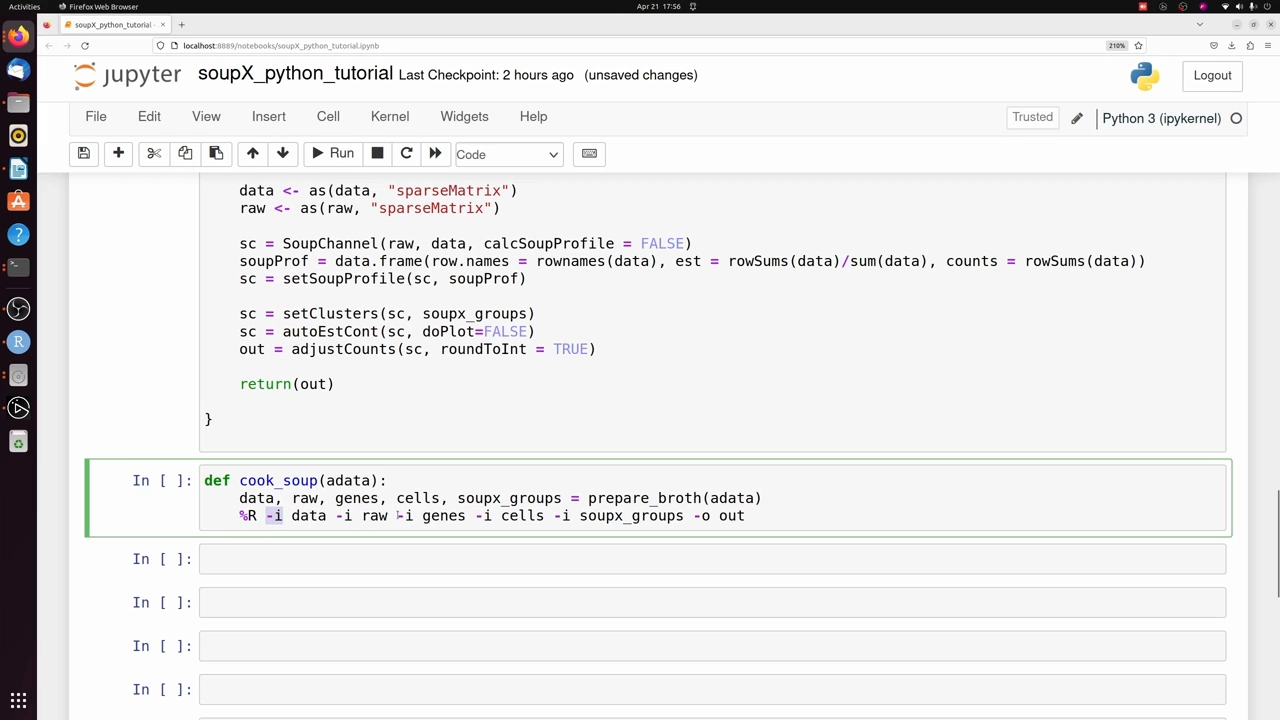 Activities
Firefox Web Browser
Apr 21 17:56
soupX_python_tutorial
localhost:8889/notebooks/soupX_python_tutorial.ipynb
210%
jupyter soupX_python_tutorial Last Checkpoint: 2 hours ago (unsaved changes)
Logout
File Edit View Insert Cell Kernel Widgets Help
Trusted
Python 3 (ipykernel)
Run
Code
data <- as(data, "sparseMatrix")
raw <- as(raw, "sparseMatrix")
sc = SoupChannel(raw, data, calcSoupProfile = FALSE)
soupProf = data.frame(row.names = rownames(data), est = rowSums(data)/sum(data), counts = rowSums(data))
sc = setSoupProfile(sc, soupProf)
sc = setClusters(sc, soupx_groups)
sc = autoEstCont(sc, doPlot=FALSE)
out = adjustCounts(sc, roundToInt = TRUE)
return(out)
}
In [ ]: def cook_soup(adata):
data, raw, genes, cells, soupx_groups = prepare_broth(adata)
%R -i data -i raw -i genes -i cells -i soupx_groups -o out
In [ ]:
In [ ]:
In [ ]:
In [ ]: